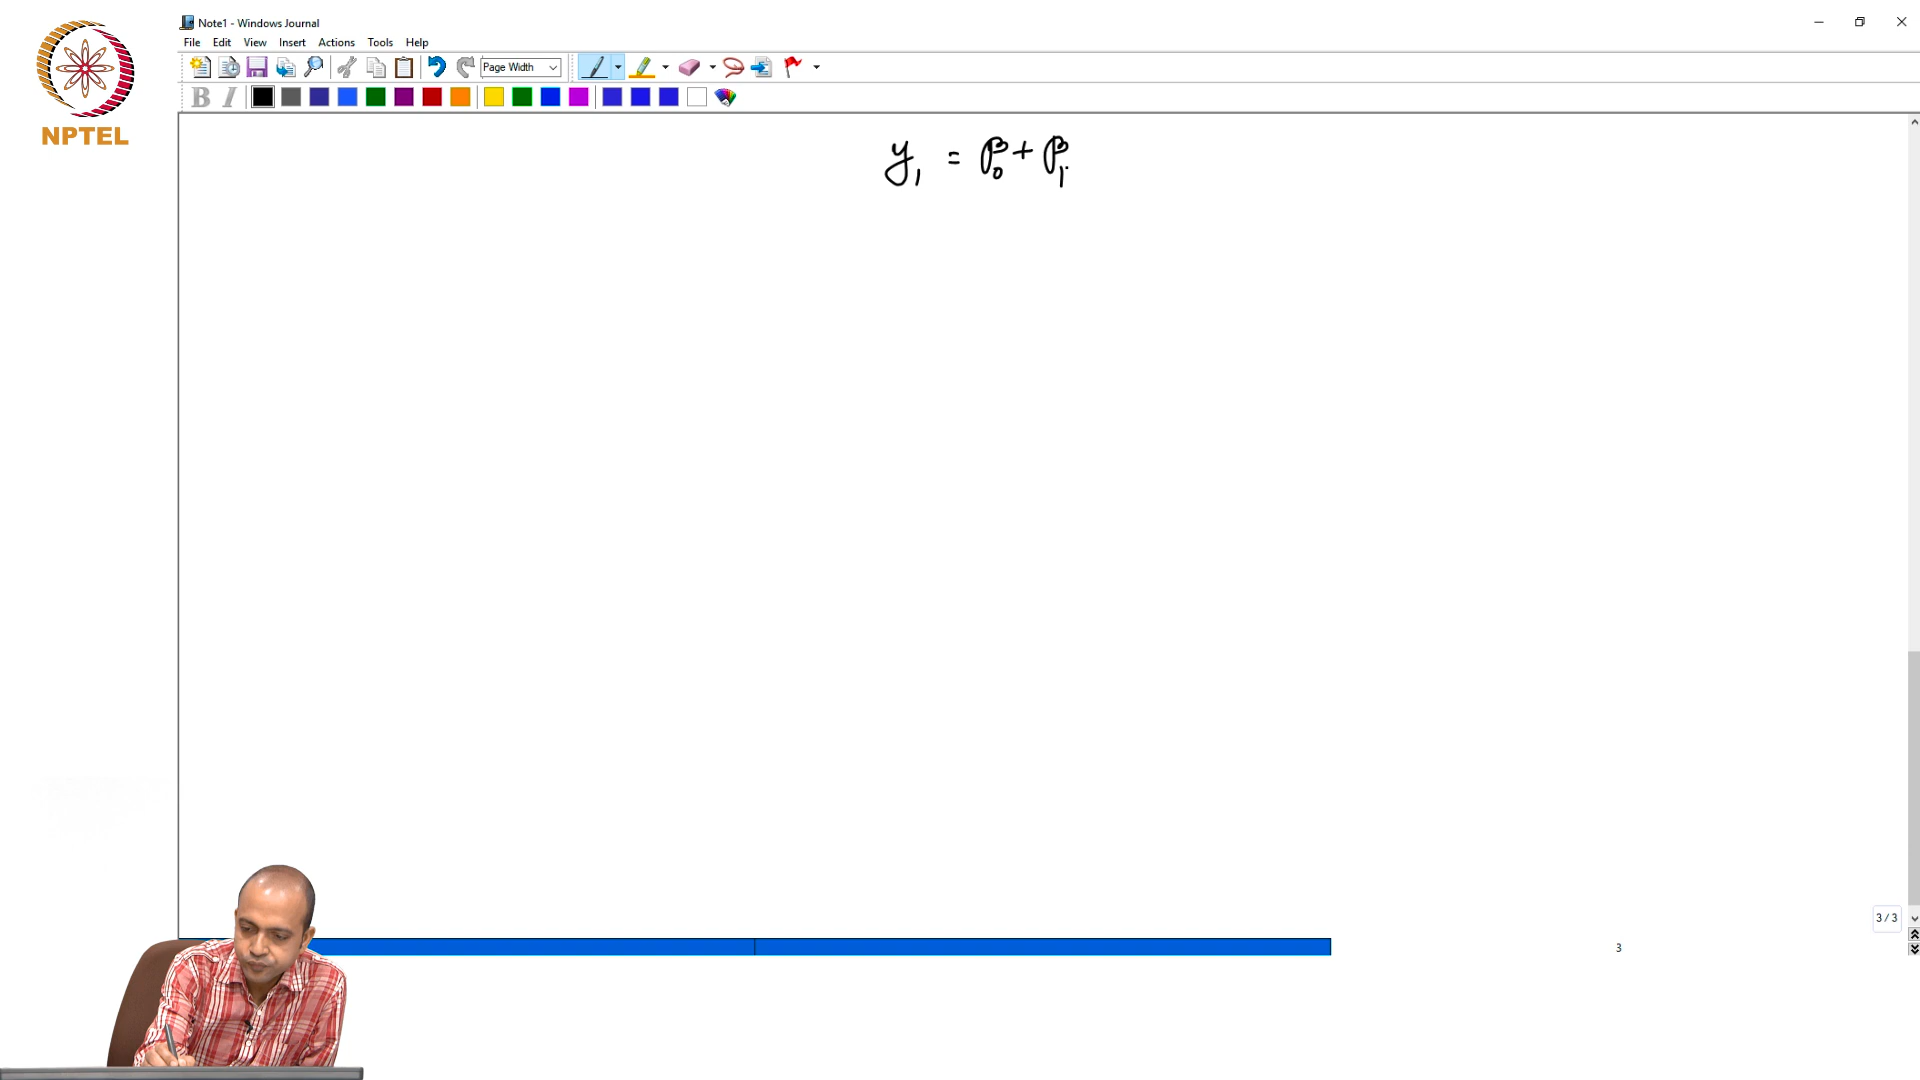 Note1 - Windows Journal
File Edit View Insert Actions Tools Help
Page Width
B I
NPTEL
y₁ = β₀ + β₁
3 / 3
3